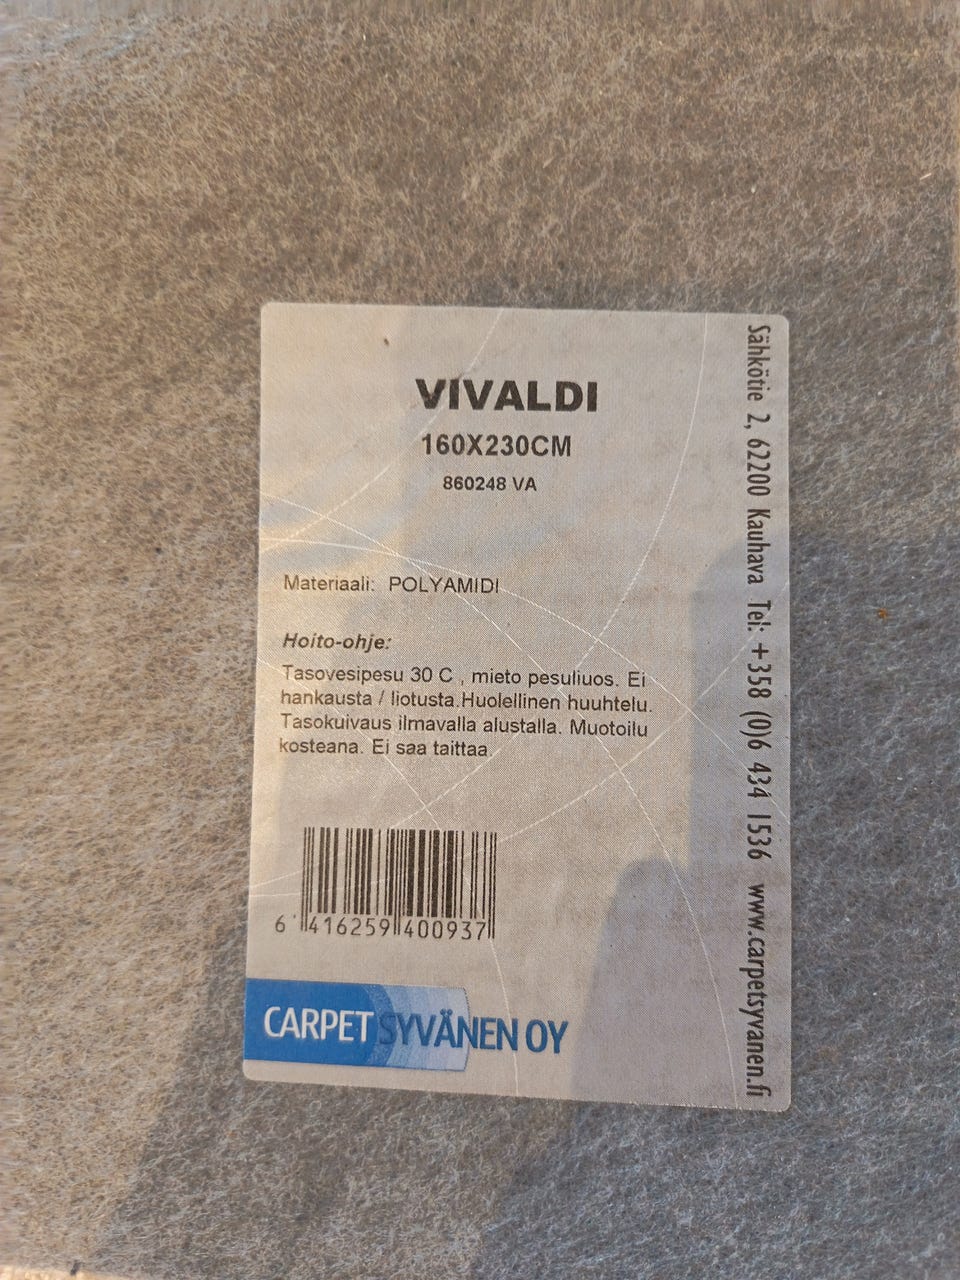 VIVALDI
160X230CM
860248 VA
Materiaali: POLYAMIDI
Hoito-ohje:
Tasovesipesu 30 C , mieto pesuliuos. Ei
hankausta / liotusta.Huolellinen huuhtelu.
Tasokuivaus ilmavalla alustalla. Muotoilu
kosteana. Ei saa taittaa
6 416259 400937
CARPET SYVÄNEN OY
Sähkötie 2, 62200 Kauhava Tel: +358 (0)6 434 1536 www.carpetsyvanen.fi